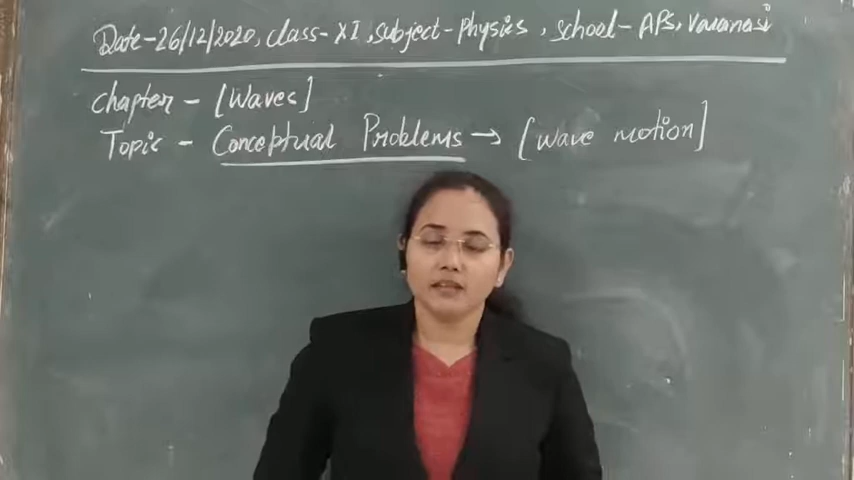 Date-26/12/2020, Class-XI, Subject-Physics, School-APS, Varanasi
Chapter - [Waves]
Topic - Conceptual Problems → [Wave motion]